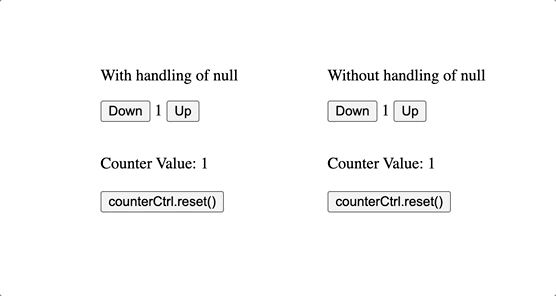 With handling of null
Down 1 Up
Counter Value: 1
counterCtrl.reset()
Without handling of null
Down 1 Up
Counter Value: 1
counterCtrl.reset()